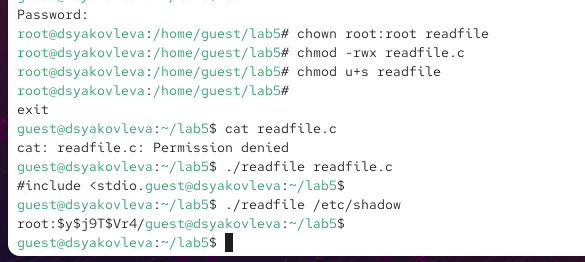 Password:
root@dsyakovleva:/home/guest/lab5# chown root:root readfile
root@dsyakovleva:/home/guest/lab5# chmod -rwx readfile.c
root@dsyakovleva:/home/guest/lab5# chmod u+s readfile
root@dsyakovleva:/home/guest/lab5#
exit
guest@dsyakovleva:~/lab5$ cat readfile.c
cat: readfile.c: Permission denied
guest@dsyakovleva:~/lab5$ ./readfile readfile.c
#include <stdio.guest@dsyakovleva:~/lab5$
guest@dsyakovleva:~/lab5$ ./readfile /etc/shadow
root:$y$j9T$Vr4/guest@dsyakovleva:~/lab5$
guest@dsyakovleva:~/lab5$